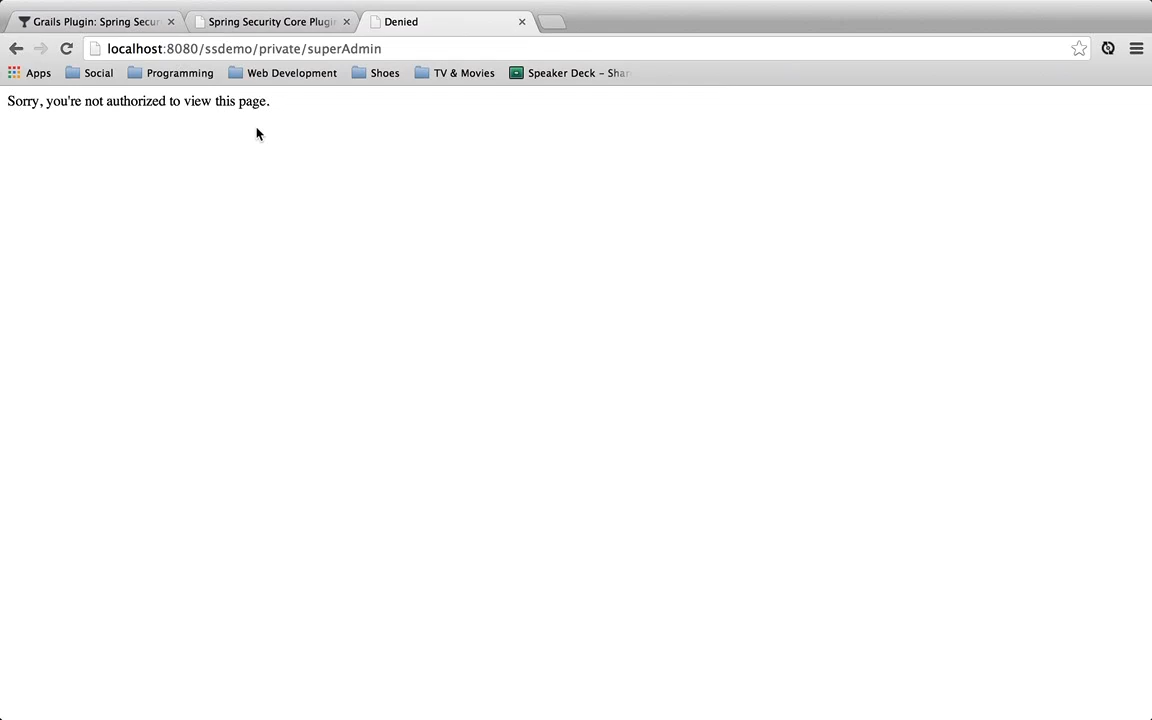 Grails Plugin: Spring Secur
Spring Security Core Plugin
Denied
localhost:8080/ssdemo/private/superAdmin
Apps Social Programming Web Development Shoes TV & Movies Speaker Deck – Shar
Sorry, you're not authorized to view this page.